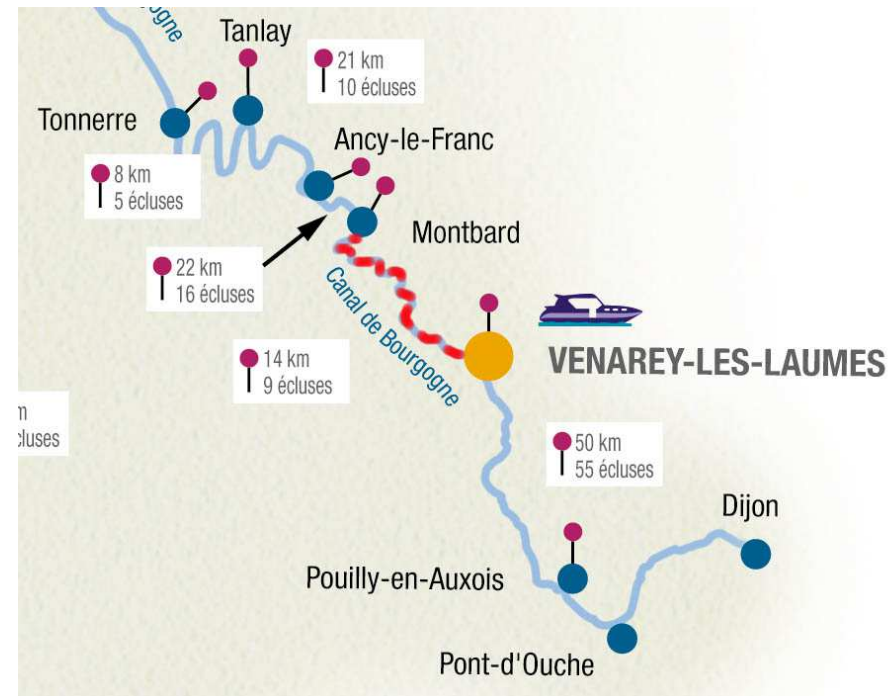 ogne
Tanlay
21 km
10 écluses
Tonnerre
Ancy-le-Franc
8 km
5 écluses
Montbard
22 km
16 écluses
Canal de Bourgogne
14 km
9 écluses
VENAREY-LES-LAUMES
m
cluses
50 km
55 écluses
Dijon
Pouilly-en-Auxois
Pont-d'Ouche